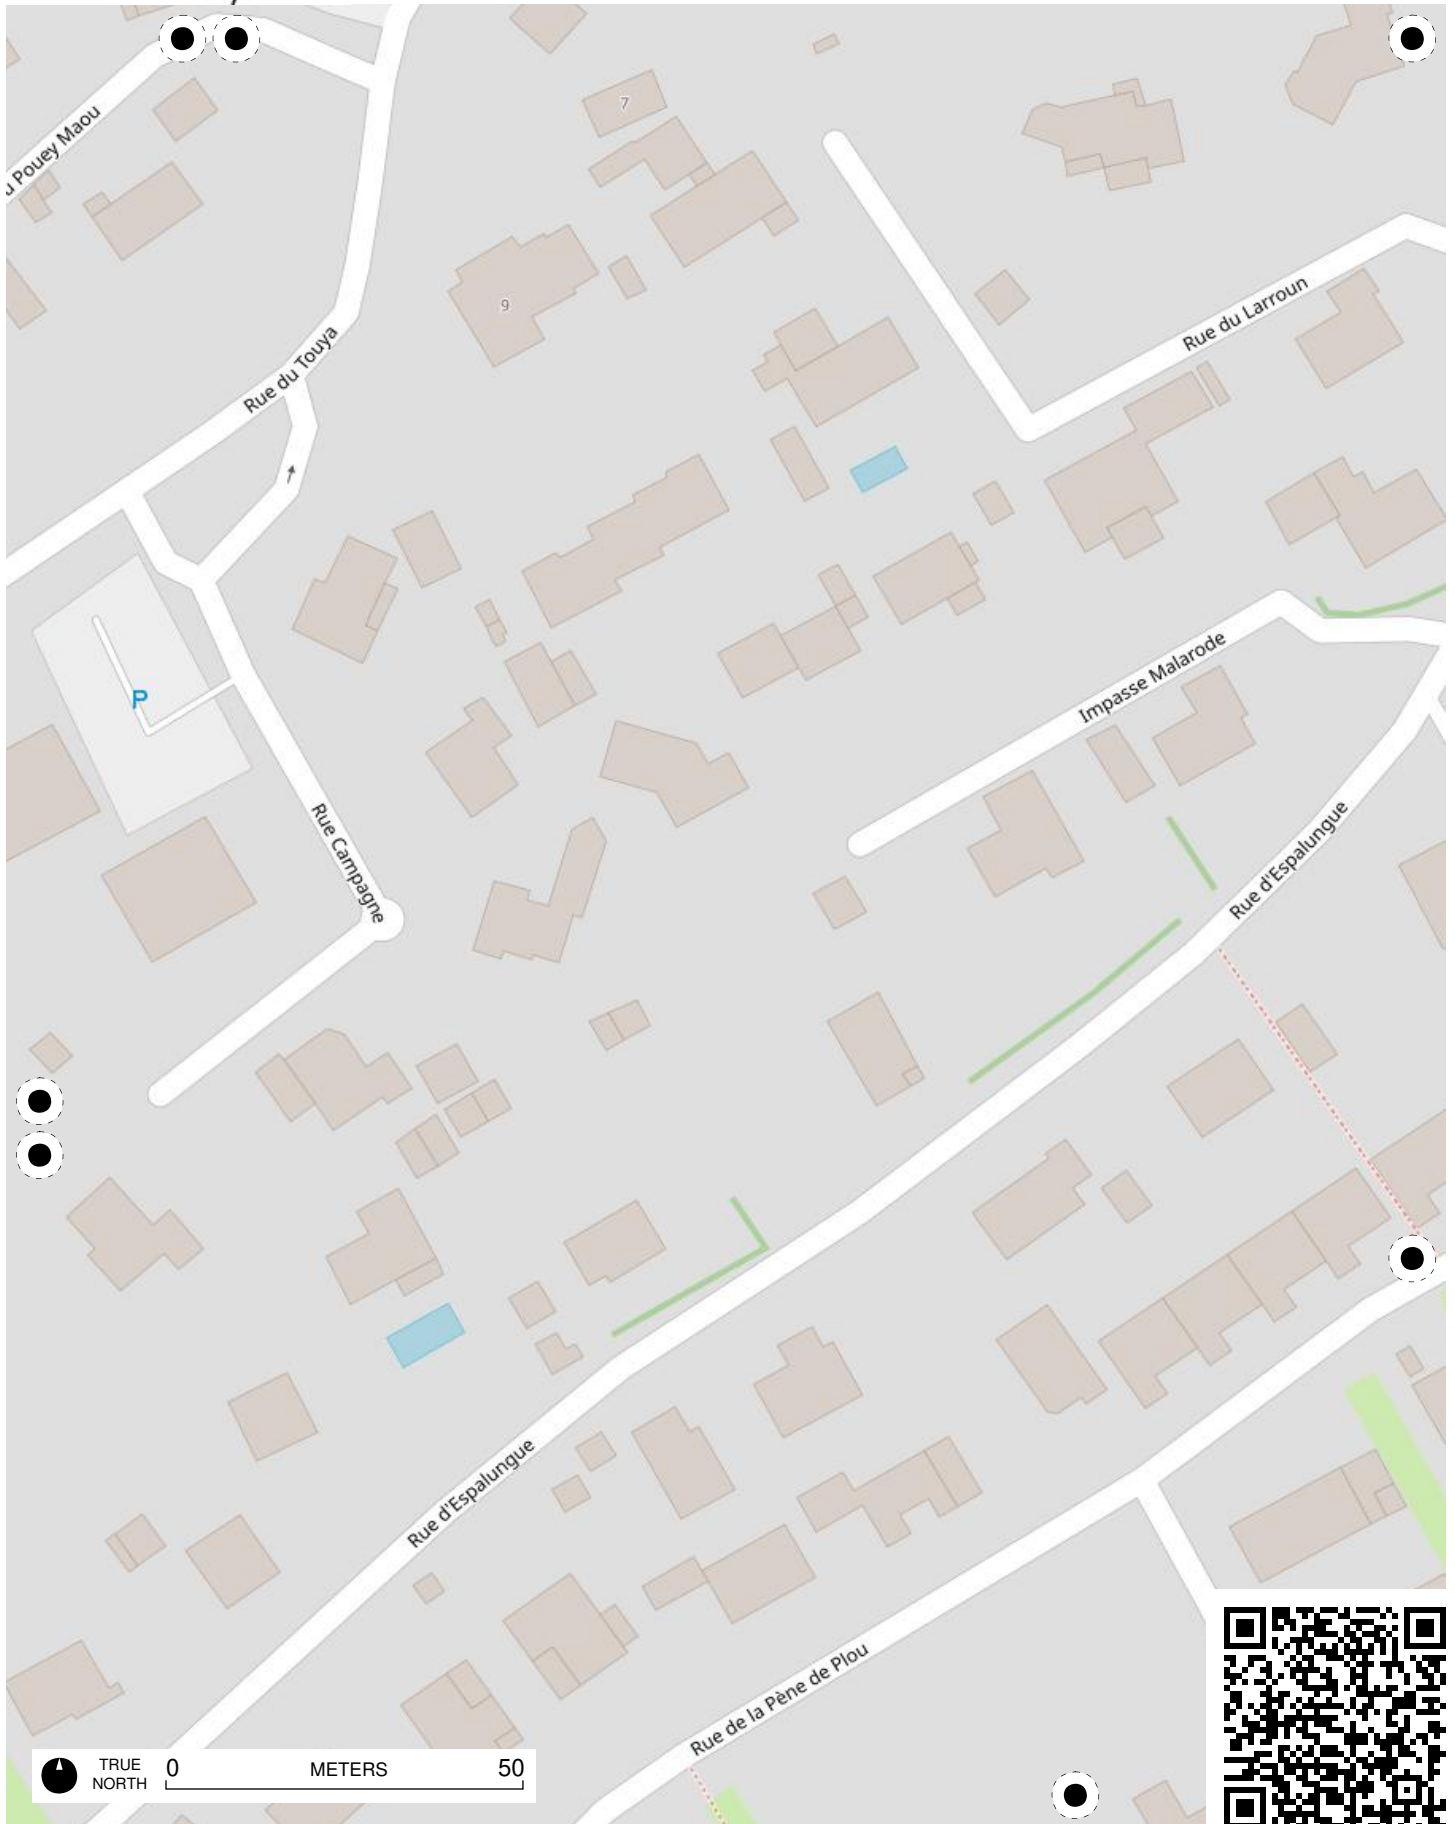 u Pouey Maou
7
9
Rue du Touya
Rue du Larroun
Impasse Malarode
P
Rue Campagne
Rue d'Espalungue
Rue d'Espalungue
Rue de la Pène de Plou
TRUE
NORTH
0 METERS 50